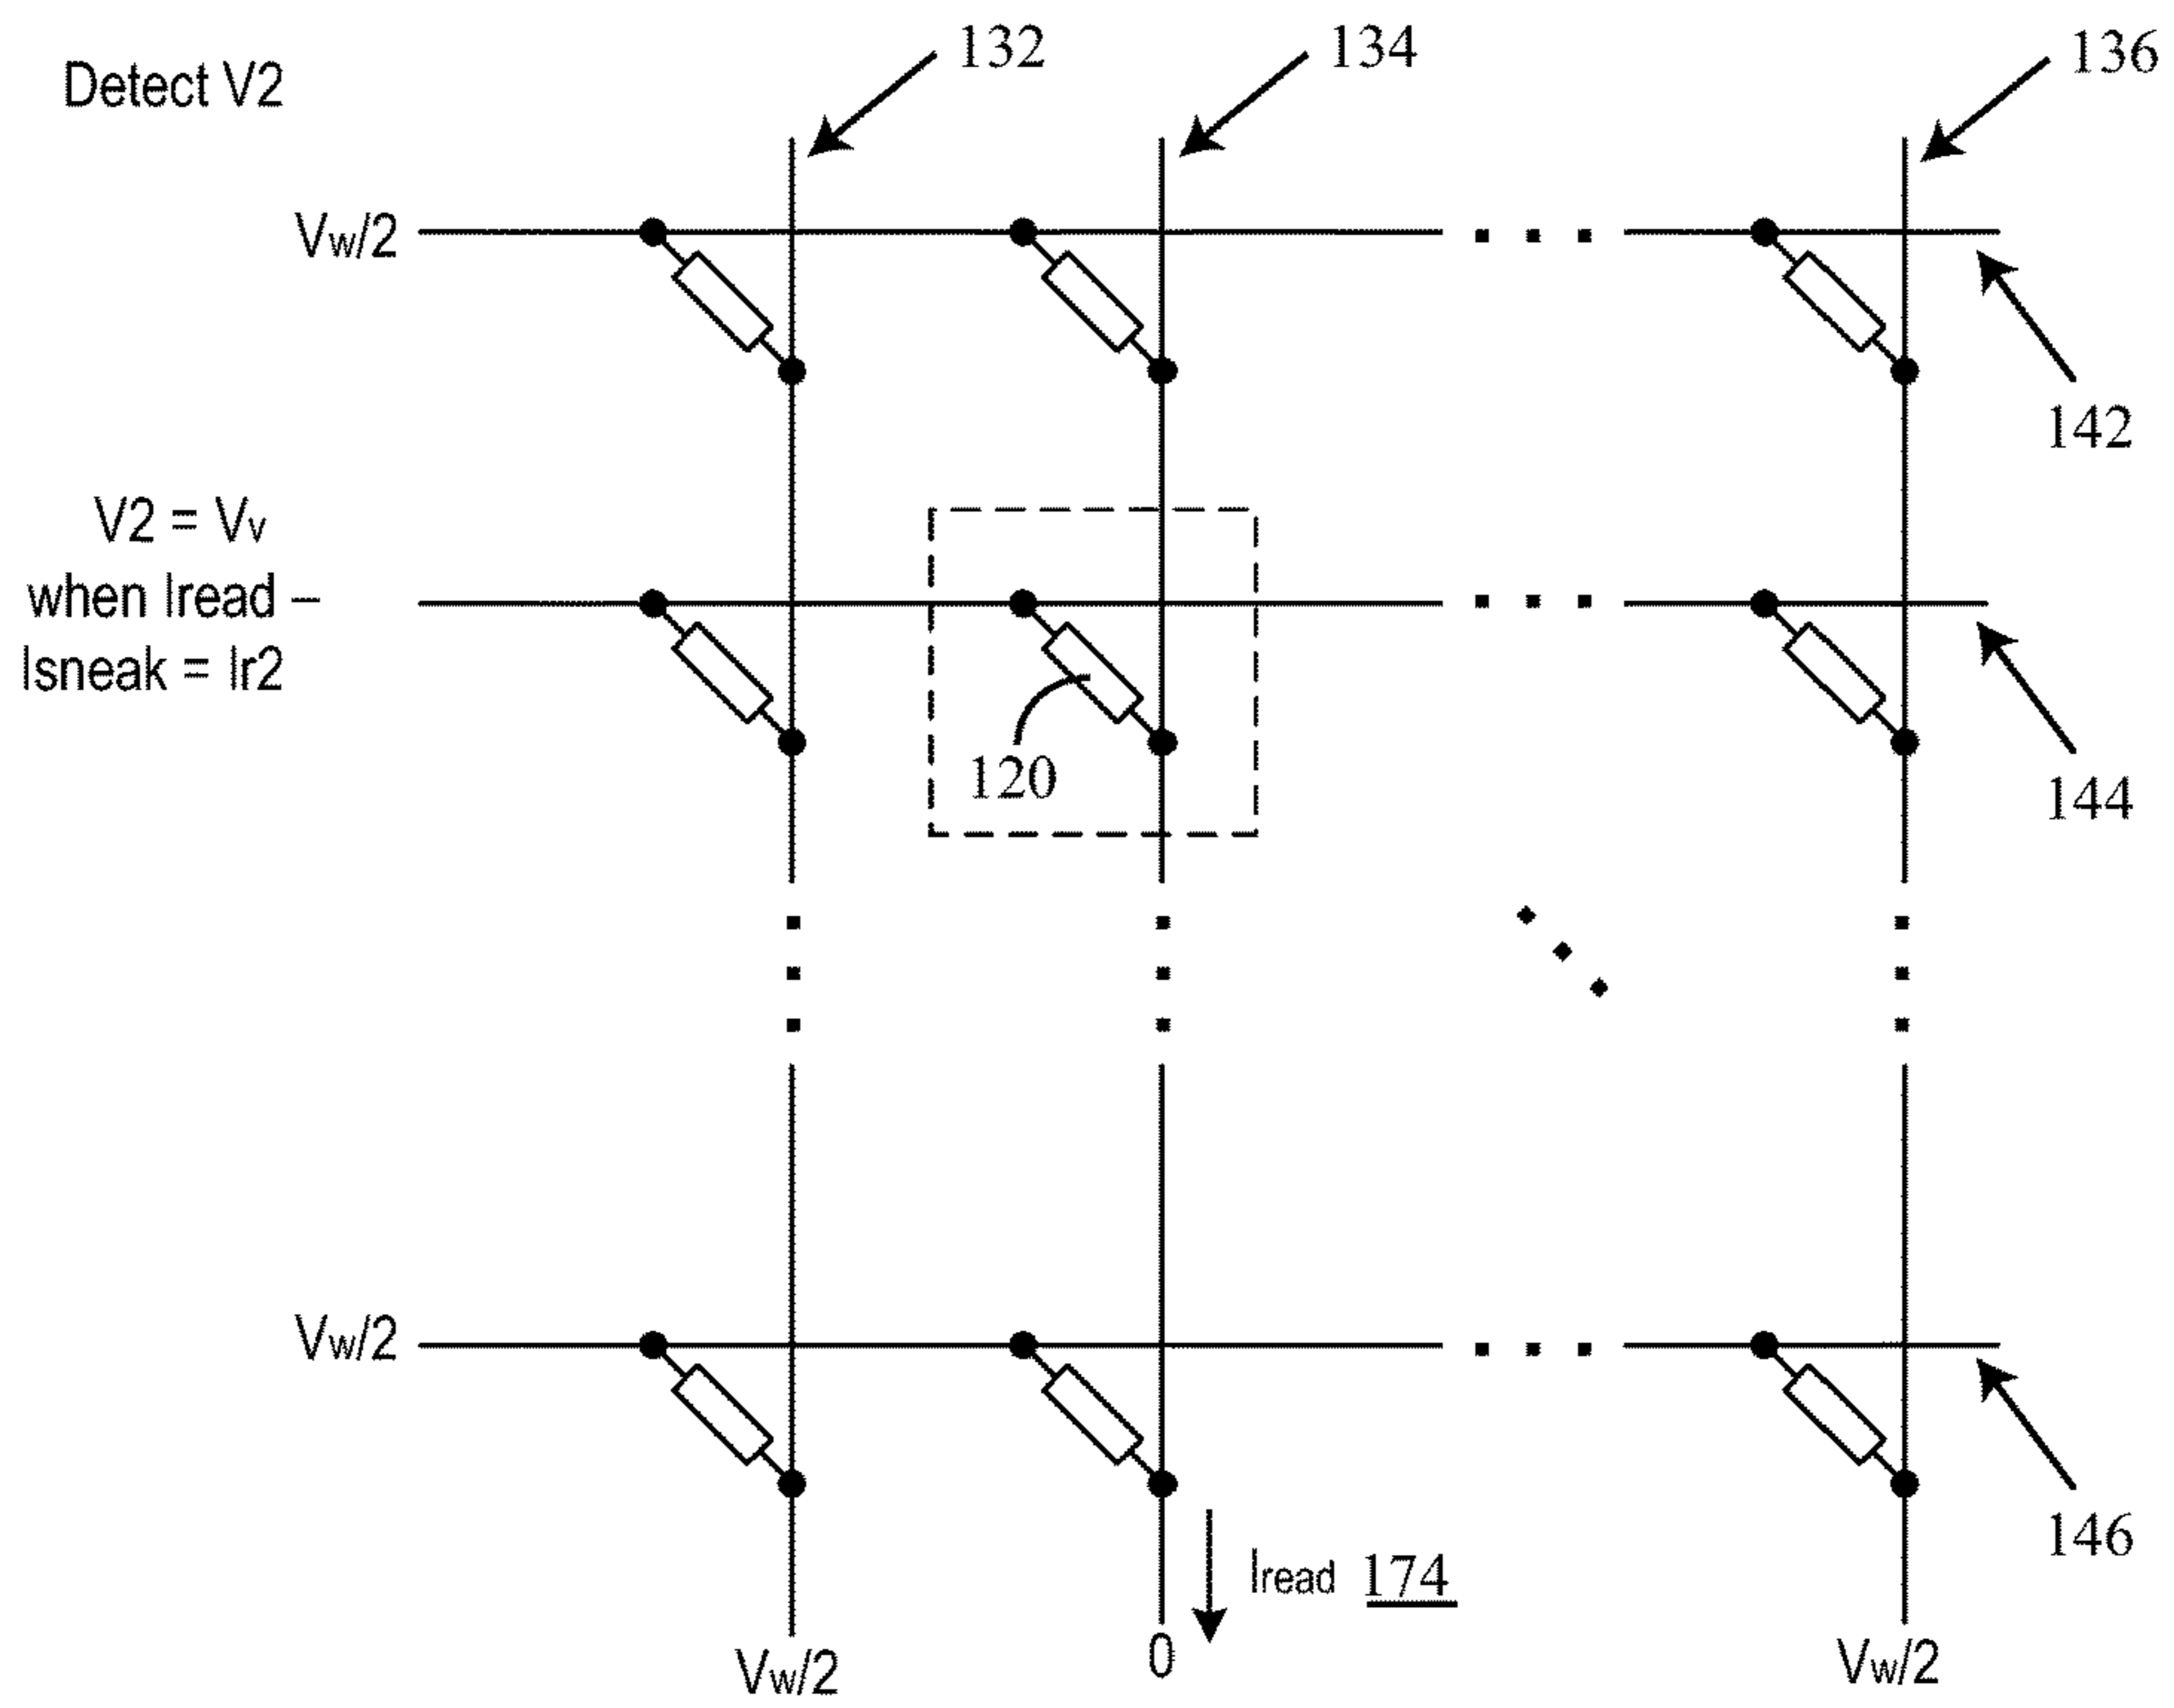 Detect V2
132
134
136
Vw/2
142
V2 = Vv
when Iread –
Isneak = Ir2
120
144
Vw/2
146
Iread 174
Vw/2
0
Vw/2